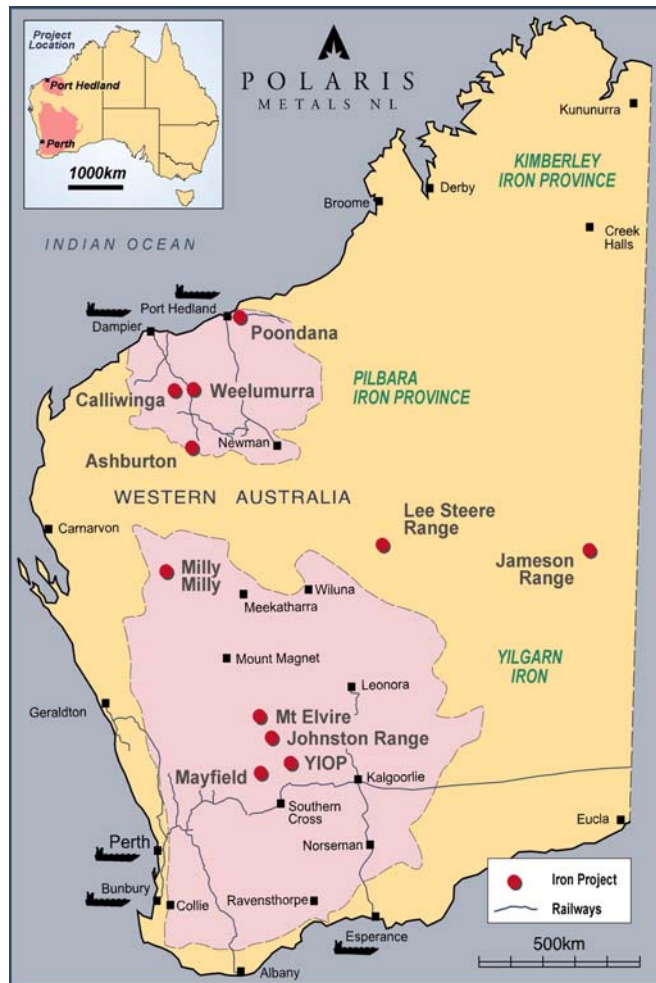 Project
Location
Port Hedland
Perth
1000km
POLARIS
METALS NL
Kununurra
KIMBERLEY
IRON PROVINCE
Derby
Broome
Creek
Halls
INDIAN OCEAN
Port Hedland
Dampier
Poondana
Calliwinga
Weelumurra
PILBARA
IRON PROVINCE
Newman
Ashburton
WESTERN AUSTRALIA
Lee Steere
Range
Carnarvon
Jameson
Range
Milly
Milly
Wiluna
Meekatharra
Mount Magnet
YILGARN
IRON
Leonora
Geraldton
Mt Elvire
Johnston Range
YIOP
Mayfield
Kalgoorlie
Southern
Cross
Eucla
Perth
Norseman
Bunbury
Collie
Ravensthorpe
Iron Project
Railways
Esperance
500km
Albany